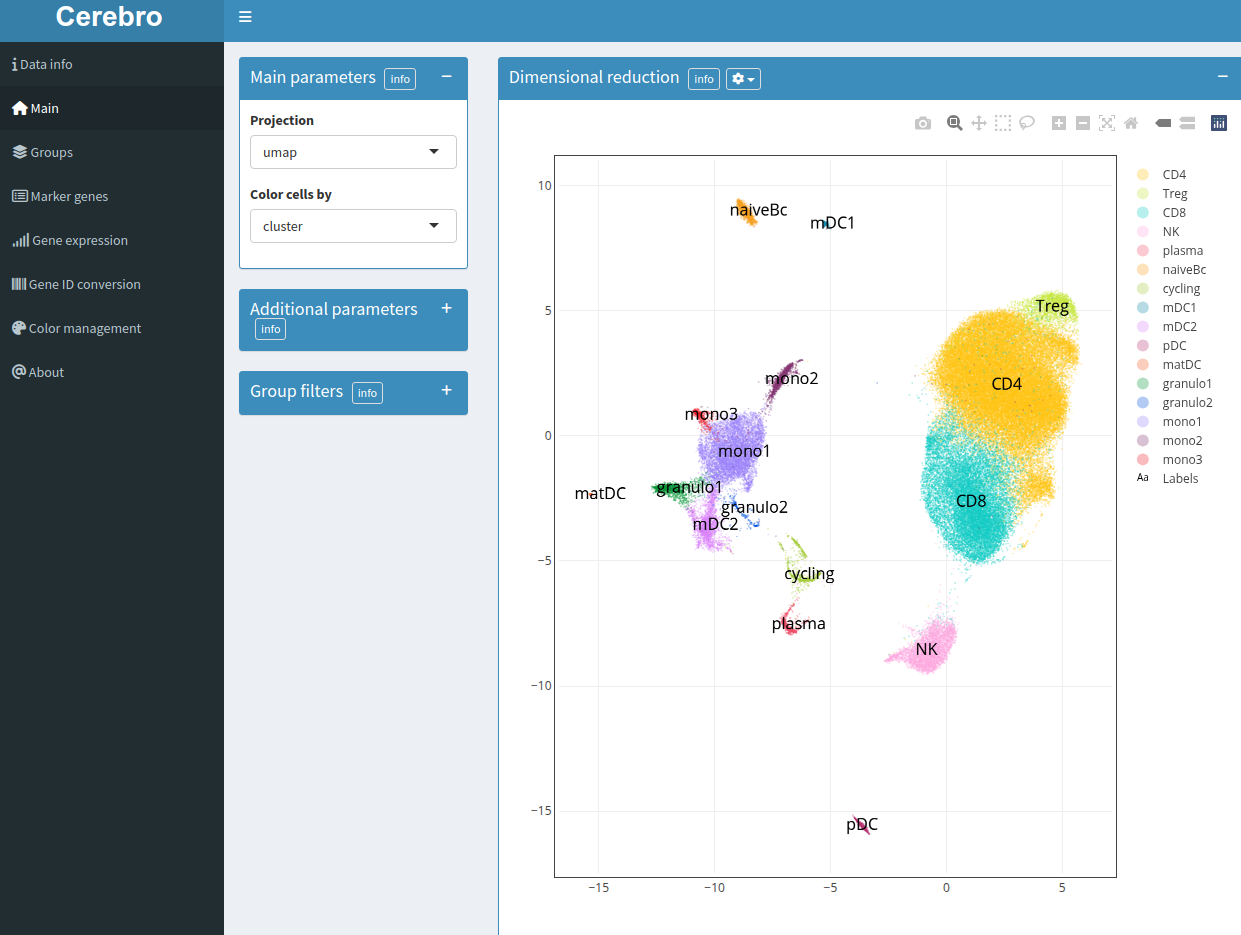 Cerebro
Data info
Main
Groups
Marker genes
Gene expression
Gene ID conversion
Color management
About
Main parameters info
Projection
umap
Color cells by
cluster
Additional parameters
info
Group filters info
Dimensional reduction info
10
5
0
−5
−10
−15
−15 −10 −5 0 5
naiveBc
mDC1
Treg
mono2
CD4
mono3
mono1
granulo1
matDC
CD8
granulo2
mDC2
cycling
plasma
NK
pDC
CD4
Treg
CD8
NK
plasma
naiveBc
cycling
mDC1
mDC2
pDC
matDC
granulo1
granulo2
mono1
mono2
mono3
Aa Labels